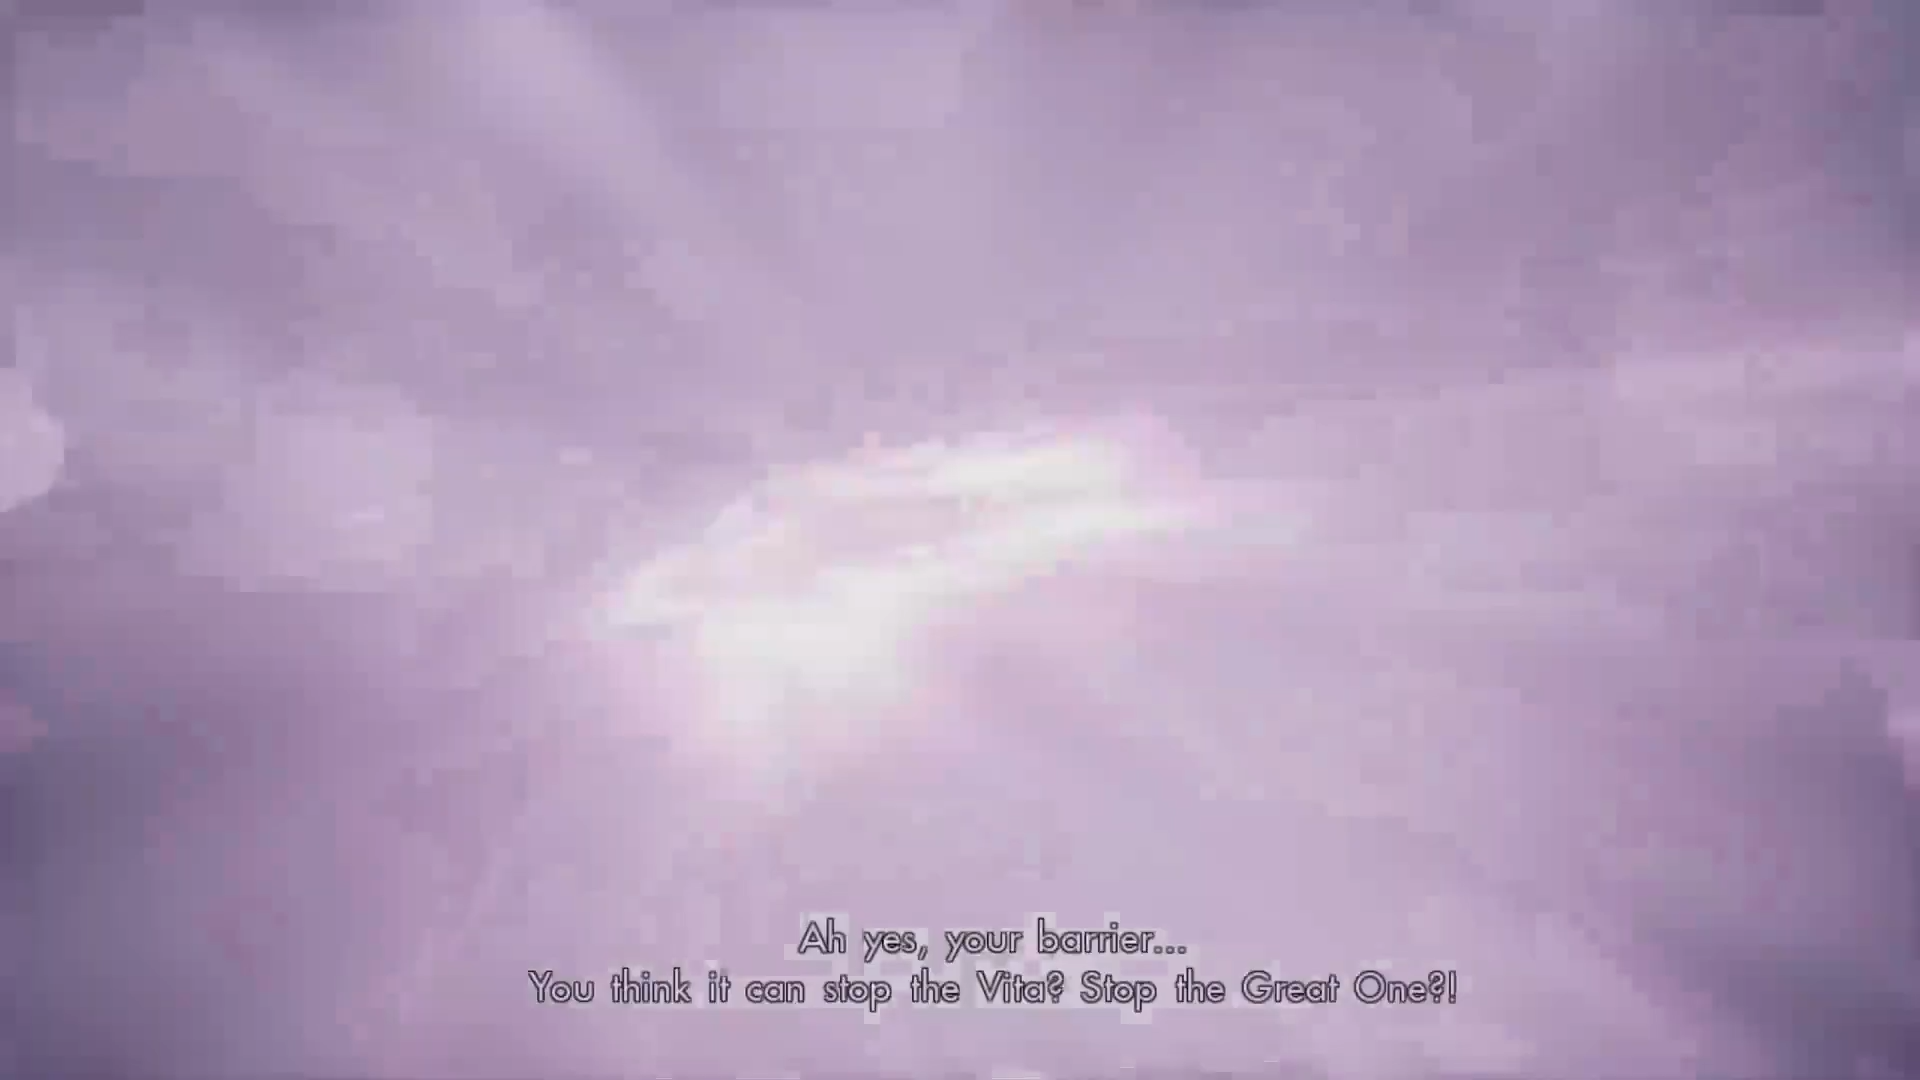 Ah yes, your barrier...
You think it can stop the Vita? Stop the Great One?!